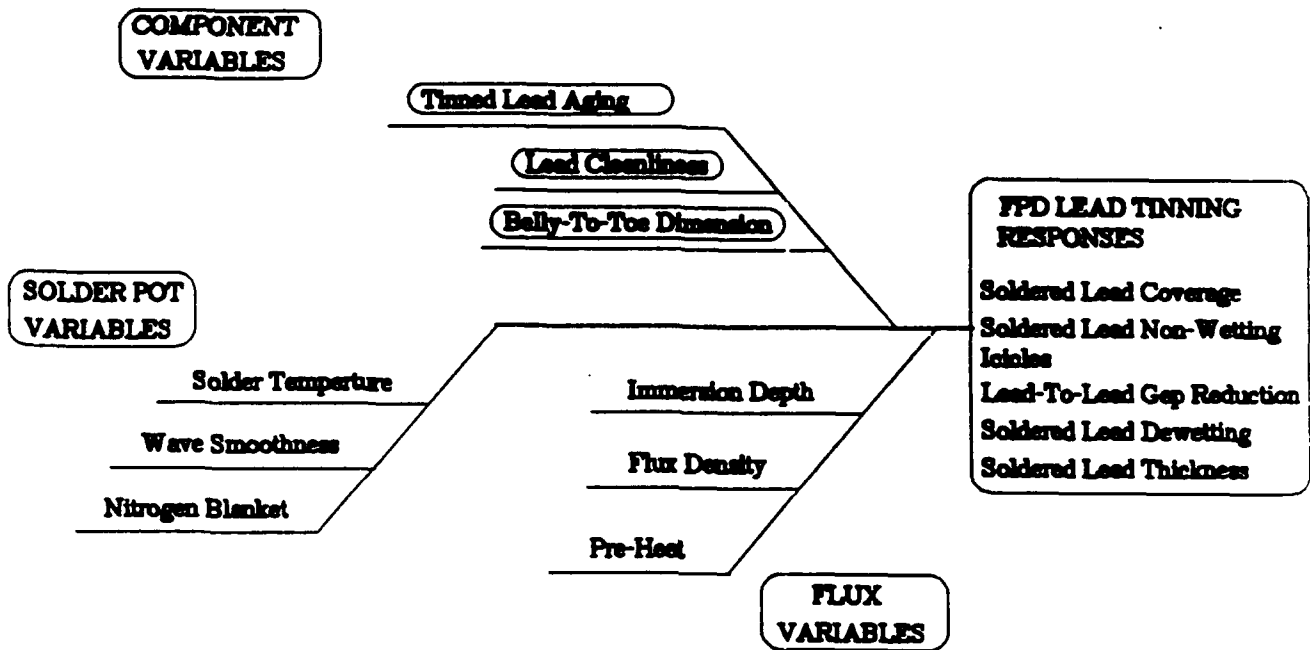 COMPONENT
VARIABLES
Tinned Lead Aging
Lead Cleanliness
Belly-To-Toe Dimension
FPD LEAD TINNING
RESPONSES
Soldered Lead Coverage
Soldered Lead Non-Wetting
Icicles
Lead-To-Lead Gap Reduction
Soldered Lead Dewetting
Soldered Lead Thickness
SOLDER POT
VARIABLES
Solder Temperture
Wave Smoothness
Nitrogen Blanket
Immersion Depth
Flux Density
Pre-Heat
FLUX
VARIABLES